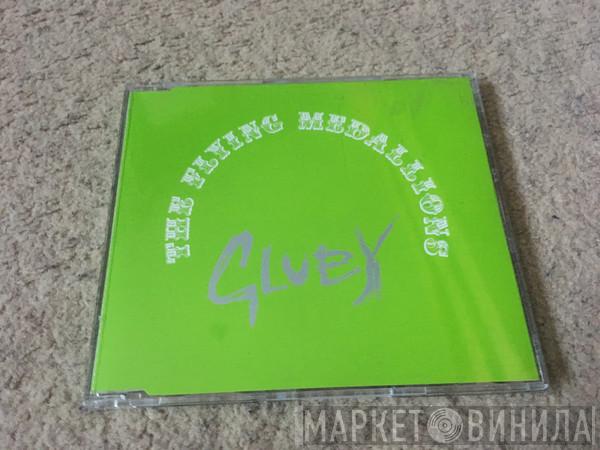 THE FLYING MEDALLIONS
GLUEY
МАРКЕТ ВИНИЛА